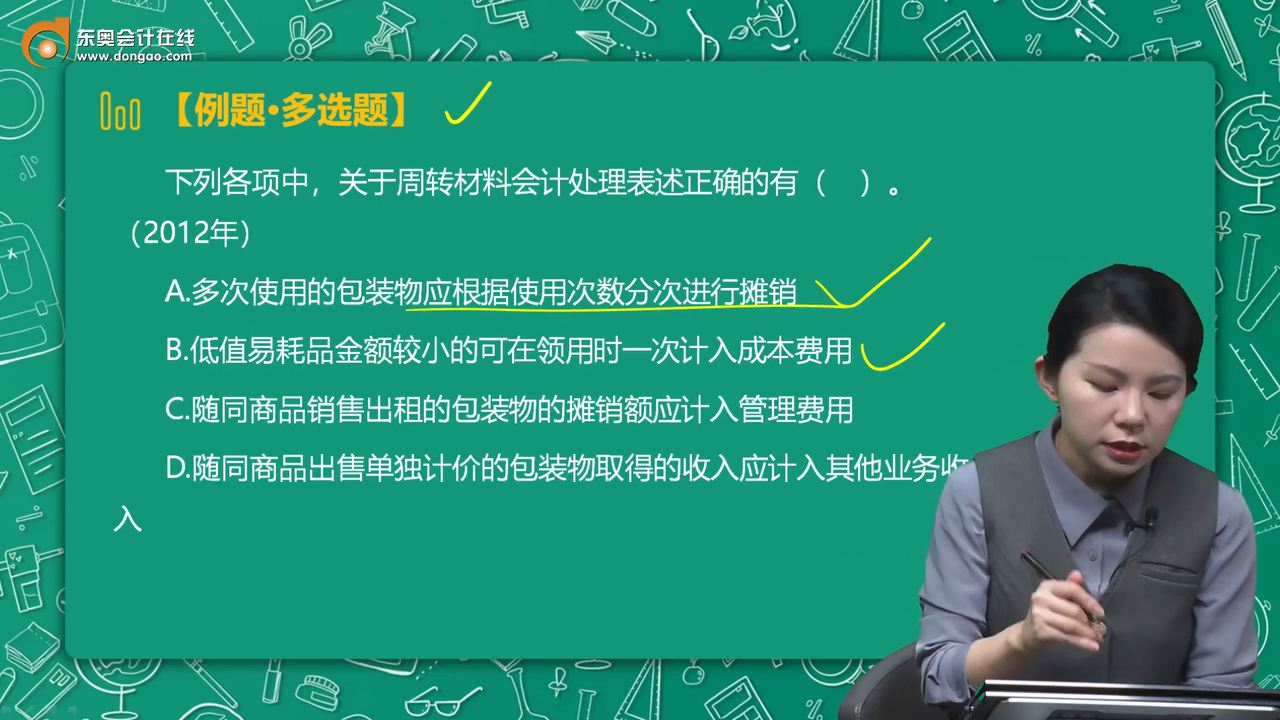 东奥会计在线
www.dongao.com
【例题·多选题】
下列各项中，关于周转材料会计处理表述正确的有（ ）。
（2012年）
A.多次使用的包装物应根据使用次数分次进行摊销
B.低值易耗品金额较小的可在领用时一次计入成本费用
C.随同商品销售出租的包装物的摊销额应计入管理费用
D.随同商品出售单独计价的包装物取得的收入应计入其他业务收
入